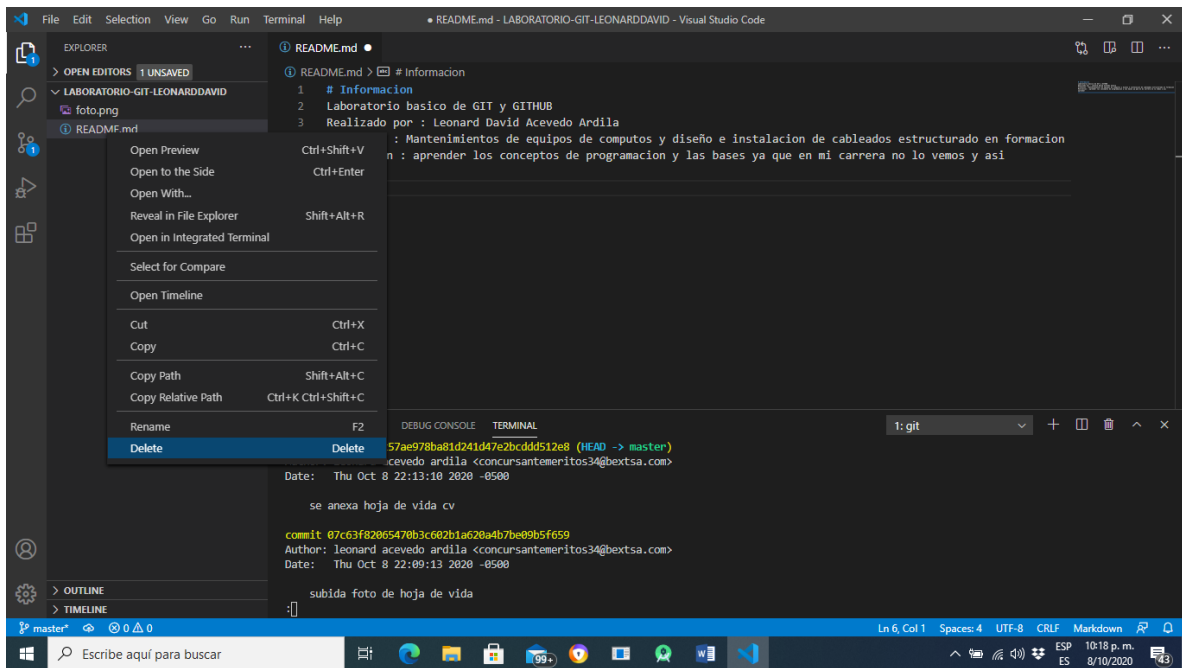 File Edit Selection View Go Run Terminal Help
● README.md - LABORATORIO-GIT-LEONARDDAVID - Visual Studio Code
EXPLORER
OPEN EDITORS 1 UNSAVED
LABORATORIO-GIT-LEONARDDAVID
foto.png
README.md
README.md ●
README.md > # Informacion
1 # Informacion
2 Laboratorio basico de GIT y GITHUB
3 Realizado por : Leonard David Acevedo Ardila
: Mantenimientos de equipos de computos y diseño e instalacion de cableados estructurado en formacion
n : aprender los conceptos de programacion y las bases ya que en mi carrera no lo vemos y asi
Open Preview Ctrl+Shift+V
Open to the Side Ctrl+Enter
Open With...
Reveal in File Explorer Shift+Alt+R
Open in Integrated Terminal
Select for Compare
Open Timeline
Cut Ctrl+X
Copy Ctrl+C
Copy Path Shift+Alt+C
Copy Relative Path Ctrl+K Ctrl+Shift+C
Rename F2
Delete Delete
DEBUG CONSOLE TERMINAL 1: git
57ae978ba81d241d47e2bcddd512e8 (HEAD -> master)
acevedo ardila <concursantemeritos34@bextsa.com>
Date: Thu Oct 8 22:13:10 2020 -0500
se anexa hoja de vida cv
commit 07c63f82065470b3c602b1a620a4b7be09b5f659
Author: leonard acevedo ardila <concursantemeritos34@bextsa.com>
Date: Thu Oct 8 22:09:13 2020 -0500
subida foto de hoja de vida
:
OUTLINE
TIMELINE
master* 0 0 Ln 6, Col 1 Spaces: 4 UTF-8 CRLF Markdown
Escribe aquí para buscar
99+
ESP
ES
10:18 p. m.
8/10/2020
43